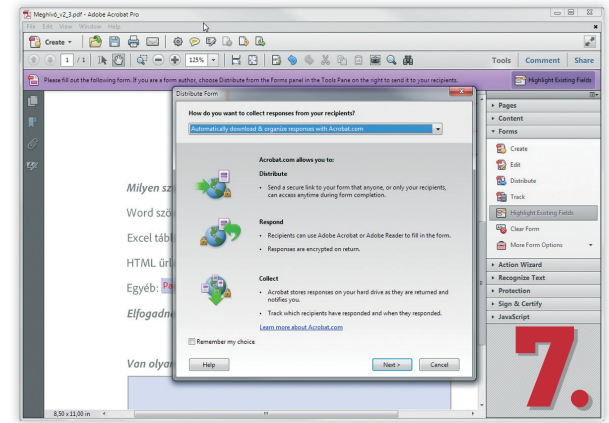 Meghívó_v2_3.pdf - Adobe Acrobat Pro
File Edit View Window Help
Create
1 / 1
125%
Tools Comment Share
Please fill out the following form. If you are a form author, choose Distribute from the Forms panel in the Tools Pane on the right to send it to your recipients.
Highlight Existing Fields
Distribute Form
How do you want to collect responses from your recipients?
Automatically download & organize responses with Acrobat.com
Acrobat.com allows you to:
Distribute
• Send a secure link to your form that anyone, or only your recipients,
can access anytime during form completion.
Respond
• Recipients can use Adobe Acrobat or Adobe Reader to fill in the form.
• Responses are encrypted on return.
Collect
• Acrobat stores responses on your hard drive as they are returned and
notifies you.
• Track which recipients have responded and when they responded.
Learn more about Acrobat.com
Remember my choice
Help
Next >
Cancel
Milyen sz
Word szö
Excel tábl
HTML űrla
Egyéb: Pa
Elfogadná
Van olyan
8,50 x 11,00 in
Pages
Content
Forms
Create
Edit
Distribute
Track
Highlight Existing Fields
Clear Form
More Form Options
Action Wizard
Recognize Text
Protection
Sign & Certify
JavaScript
7.